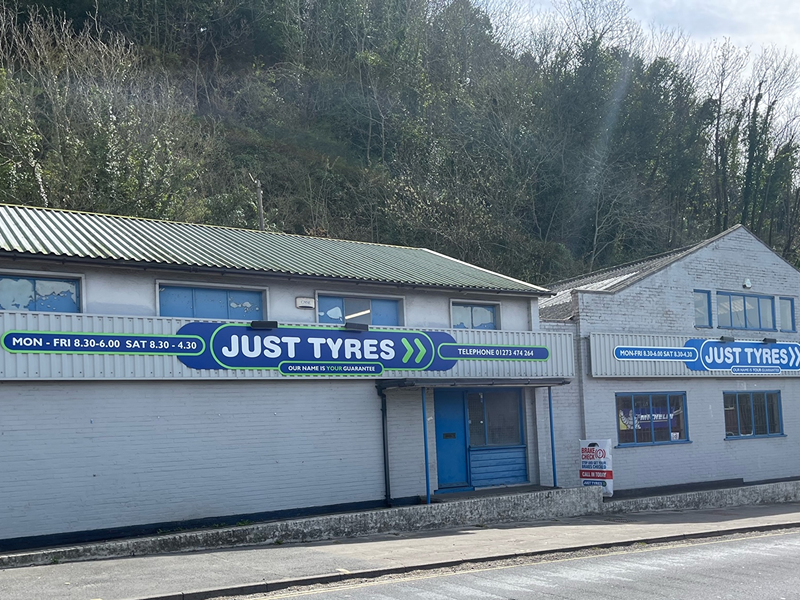 MON - FRI 8.30-6.00 SAT 8.30 - 4.30
JUST TYRES
OUR NAME IS YOUR GUARANTEE
TELEPHONE 01273 474 264
MON-FRI 8.30-6.00 SAT 8.30-4.30
JUST TYRES
OUR NAME IS YOUR GUARANTEE
BRAKE
CHECK
CALL IN TODAY
JUST TYRES